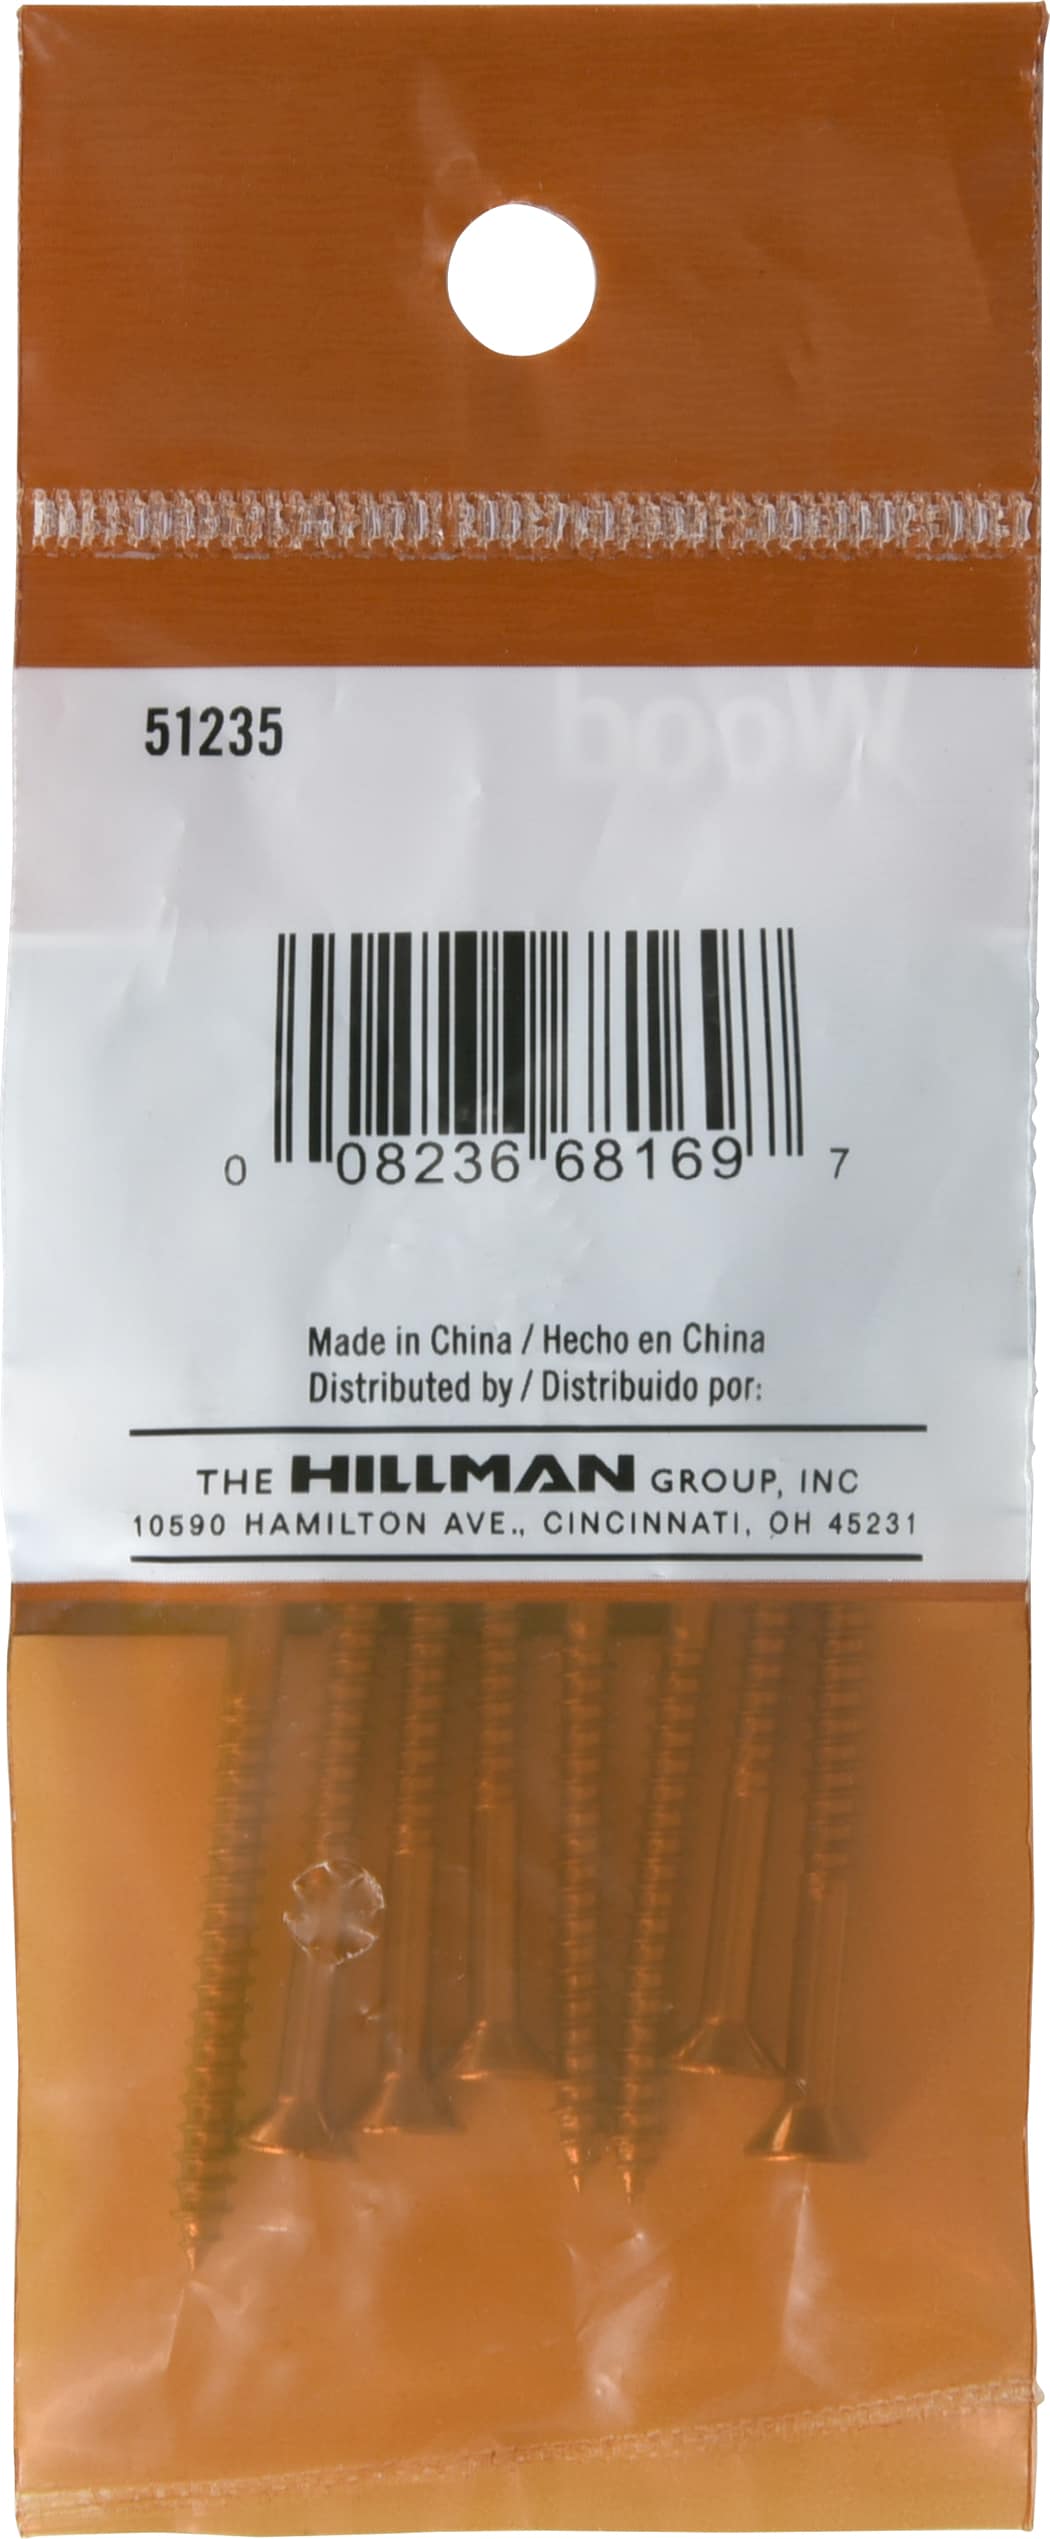 51235
Wood
0 08236 68169 7
Made in China / Hecho en China
Distributed by / Distribuido por:
THE HILLMAN GROUP, INC
10590 HAMILTON AVE., CINCINNATI, OH 45231